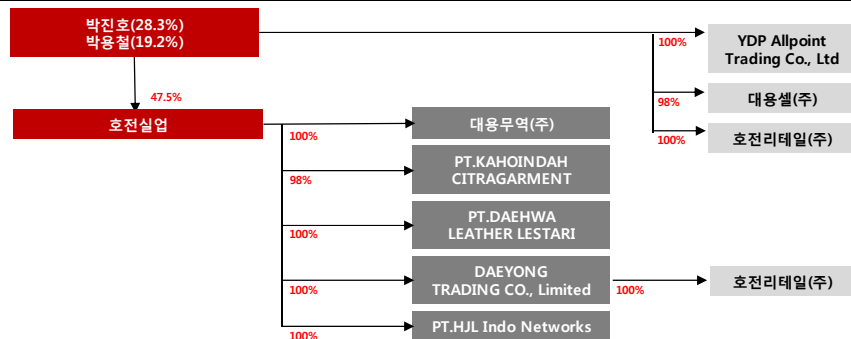 박진호(28.3%)
박용철(19.2%)
100%
YDP Allpoint
Trading Co., Ltd
47.5%
98%
대용셀(주)
호전실업
100%
대용무역(주)
100%
호전리테일(주)
98%
PT.KAHOINDAH
CITRAGARMENT
100%
PT.DAEHWA
LEATHER LESTARI
100%
DAEYONG
TRADING CO., Limited
100%
호전리테일(주)
100%
PT.HJL Indo Networks